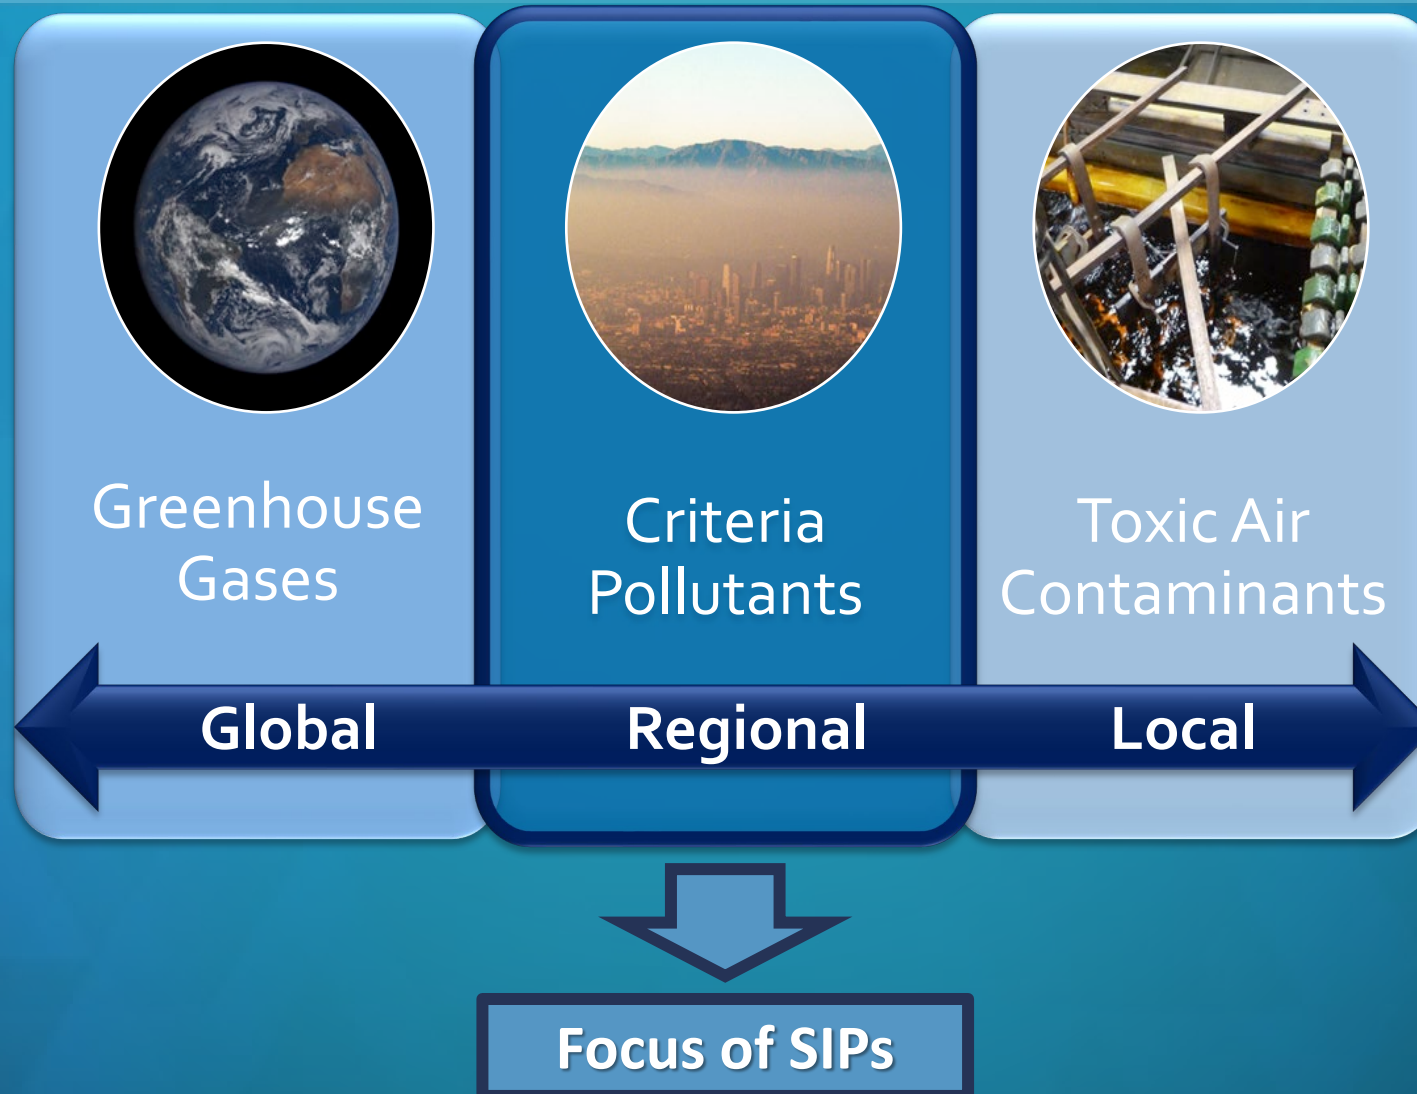 Greenhouse
Gases
Criteria
Pollutants
Toxic Air
Contaminants
Global
Regional
Local
Focus of SIPs